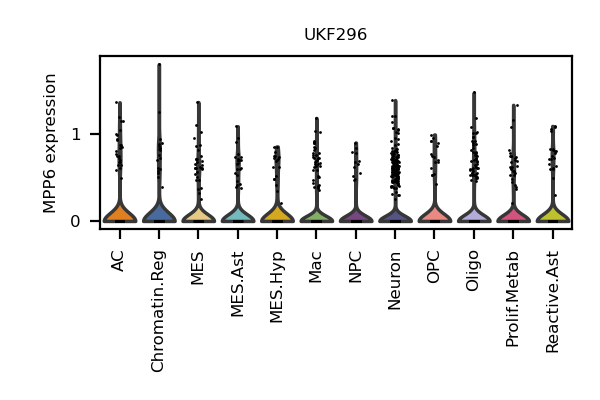 UKF296
MPP6 expression
1
0
AC
Chromatin.Reg
MES
MES.Ast
MES.Hyp
Mac
NPC
Neuron
OPC
Oligo
Prolif.Metab
Reactive.Ast